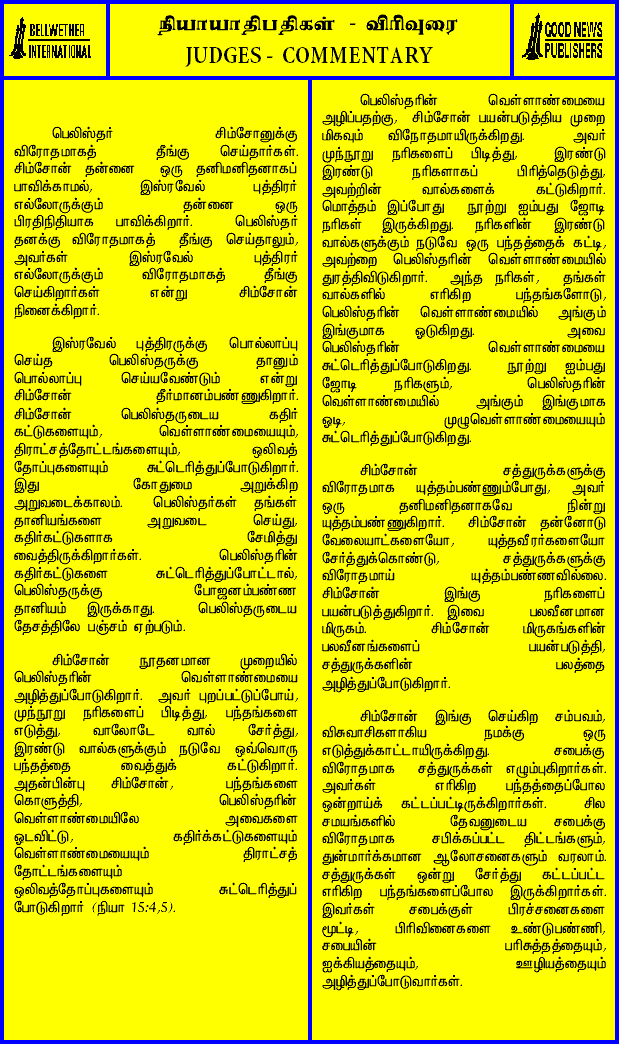 BELLWETHER
INTERNATIONAL
நியாயாதிபதிகள் - விரிவுரை
JUDGES - COMMENTARY
GOOD NEWS
PUBLISHERS
பெலிஸ்தர் சிம்சோனுக்கு
விரோதமாகத் தீங்கு செய்தார்கள்.
சிம்சோன் தன்னை ஒரு தனிமனிதனாகப்
பாவிக்காமல், இஸ்ரவேல் புத்திரர்
எல்லோருக்கும் தன்னை ஒரு
பிரதிநிதியாக பாவிக்கிறார். பெலிஸ்தர்
தனக்கு விரோதமாகத் தீங்கு செய்தாலும்,
அவர்கள் இஸ்ரவேல் புத்திரர்
எல்லோருக்கும் விரோதமாகத் தீங்கு
செய்கிறார்கள் என்று சிம்சோன்
நினைக்கிறார்.
இஸ்ரவேல் புத்திரருக்கு பொல்லாப்பு
செய்த பெலிஸ்தருக்கு தானும்
பொல்லாப்பு செய்யவேண்டும் என்று
சிம்சோன் தீர்மானம்பண்ணுகிறார்.
சிம்சோன் பெலிஸ்தருடைய கதிர்
கட்டுகளையும், வெள்ளாண்மையையும்,
திராட்சத்தோட்டங்களையும், ஒலிவத்
தோப்புகளையும் சுட்டெரித்துப்போடுகிறார்.
இது கோதுமை அறுக்கிற
அறுவடைக்காலம். பெலிஸ்தர்கள் தங்கள்
தானியங்களை அறுவடை செய்து,
கதிர்கட்டுகளாக சேமித்து
வைத்திருக்கிறார்கள். பெலிஸ்தரின்
கதிர்கட்டுகளை சுட்டெரித்துப்போட்டால்,
பெலிஸ்தருக்கு போஜனம்பண்ண
தானியம் இருக்காது. பெலிஸ்தருடைய
தேசத்திலே பஞ்சம் ஏற்படும்.
சிம்சோன் நூதனமான முறையில்
பெலிஸ்தரின் வெள்ளாண்மையை
அழித்துப்போடுகிறார். அவர் புறப்பட்டுப்போய்,
முந்நூறு நரிகளைப் பிடித்து, பந்தங்களை
எடுத்து, வாலோடே வால் சேர்த்து,
இரண்டு வால்களுக்கும் நடுவே ஒவ்வொரு
பந்தத்தை வைத்துக் கட்டுகிறார்.
அதன்பின்பு சிம்சோன், பந்தங்களை
கொளுத்தி, பெலிஸ்தரின்
வெள்ளாண்மையிலே அவைகளை
ஓடவிட்டு, கதிர்க்கட்டுகளையும்
வெள்ளாண்மையையும் திராட்சத்
தோட்டங்களையும்
ஒலிவத்தோப்புகளையும் சுட்டெரித்துப்
போடுகிறார் (நியா 15:4,5).
பெலிஸ்தரின் வெள்ளாண்மையை
அழிப்பதற்கு, சிம்சோன் பயன்படுத்திய முறை
மிகவும் விநோதமாயிருக்கிறது. அவர்
முந்நூறு நரிகளைப் பிடித்து, இரண்டு
இரண்டு நரிகளாகப் பிரித்தெடுத்து,
அவற்றின் வால்களைக் கட்டுகிறார்.
மொத்தம் இப்போது நூற்று ஐம்பது ஜோடி
நரிகள் இருக்கிறது. நரிகளின் இரண்டு
வால்களுக்கும் நடுவே ஒரு பந்தத்தைக் கட்டி,
அவற்றை பெலிஸ்தரின் வெள்ளாண்மையில்
துரத்திவிடுகிறார். அந்த நரிகள், தங்கள்
வால்களில் எரிகிற பந்தங்களோடு,
பெலிஸ்தரின் வெள்ளாண்மையில் அங்கும்
இங்குமாக ஓடுகிறது. அவை
பெலிஸ்தரின் வெள்ளாண்மையை
சுட்டெரித்துப்போடுகிறது. நூற்று ஐம்பது
ஜோடி நரிகளும், பெலிஸ்தரின்
வெள்ளாண்மையில் அங்கும் இங்குமாக
ஓடி, முழுவெள்ளாண்மையையும்
சுட்டெரித்துப்போடுகிறது.
சிம்சோன் சத்துருக்களுக்கு
விரோதமாக யுத்தம்பண்ணும்போது, அவர்
ஒரு தனிமனிதனாகவே நின்று
யுத்தம்பண்ணுகிறார். சிம்சோன் தன்னோடு
வேலையாட்களையோ, யுத்தவீரர்களையோ
சேர்த்துக்கொண்டு, சத்துருக்களுக்கு
விரோதமாய் யுத்தம்பண்ணவில்லை.
சிம்சோன் இங்கு நரிகளைப்
பயன்படுத்துகிறார். இவை பலவீனமான
மிருகம். சிம்சோன் மிருகங்களின்
பலவீனங்களைப் பயன்படுத்தி,
சத்துருக்களின் பலத்தை
அழித்துப்போடுகிறார்.
சிம்சோன் இங்கு செய்கிற சம்பவம்,
விசுவாசிகளாகிய நமக்கு ஒரு
எடுத்துக்காட்டாயிருக்கிறது. சபைக்கு
விரோதமாக சத்துருக்கள் எழும்புகிறார்கள்.
அவர்கள் எரிகிற பந்தத்தைப்போல
ஒன்றாய்க் கட்டப்பட்டிருக்கிறார்கள். சில
சமயங்களில் தேவனுடைய சபைக்கு
விரோதமாக சபிக்கப்பட்ட திட்டங்களும்,
துன்மார்க்கமான ஆலோசனைகளும் வரலாம்.
சத்துருக்கள் ஒன்று சேர்த்து கட்டப்பட்ட
எரிகிற பந்தங்களைப்போல இருக்கிறார்கள்.
இவர்கள் சபைக்குள் பிரச்சனைகளை
மூட்டி, பிரிவினைகளை உண்டுபண்ணி,
சபையின் பரிசுத்தத்தையும்,
ஐக்கியத்தையும், ஊழியத்தையும்
அழித்துப்போடுவார்கள்.